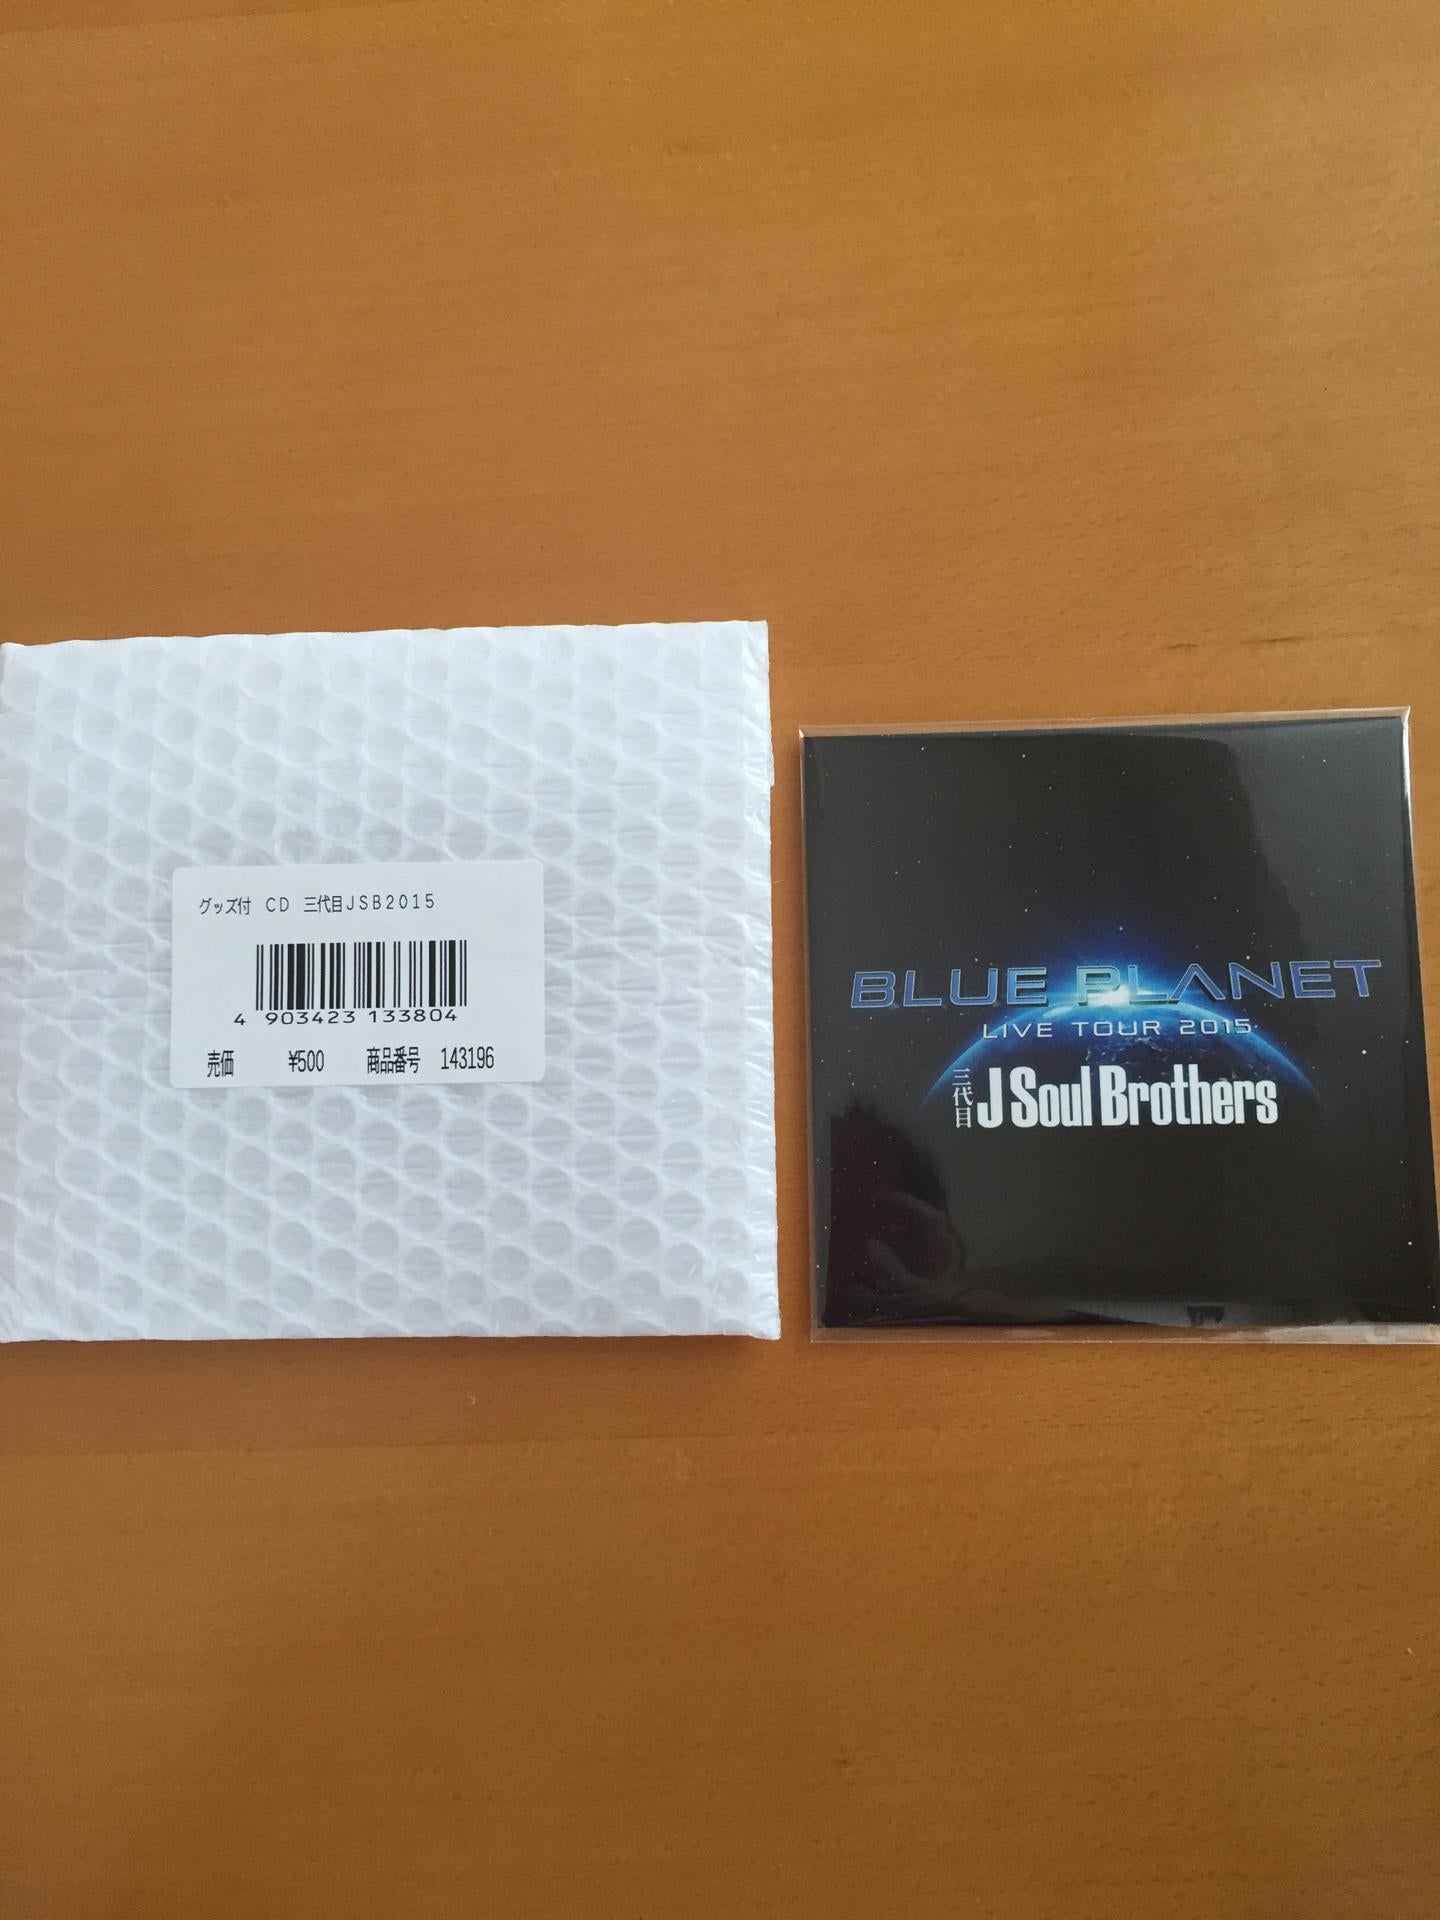 グッズ付 CD 三代目JSB2015
4 903423 133804
売価 ¥500 商品番号 143196
BLUE PLANET
LIVE TOUR 2015
三代目 J Soul Brothers